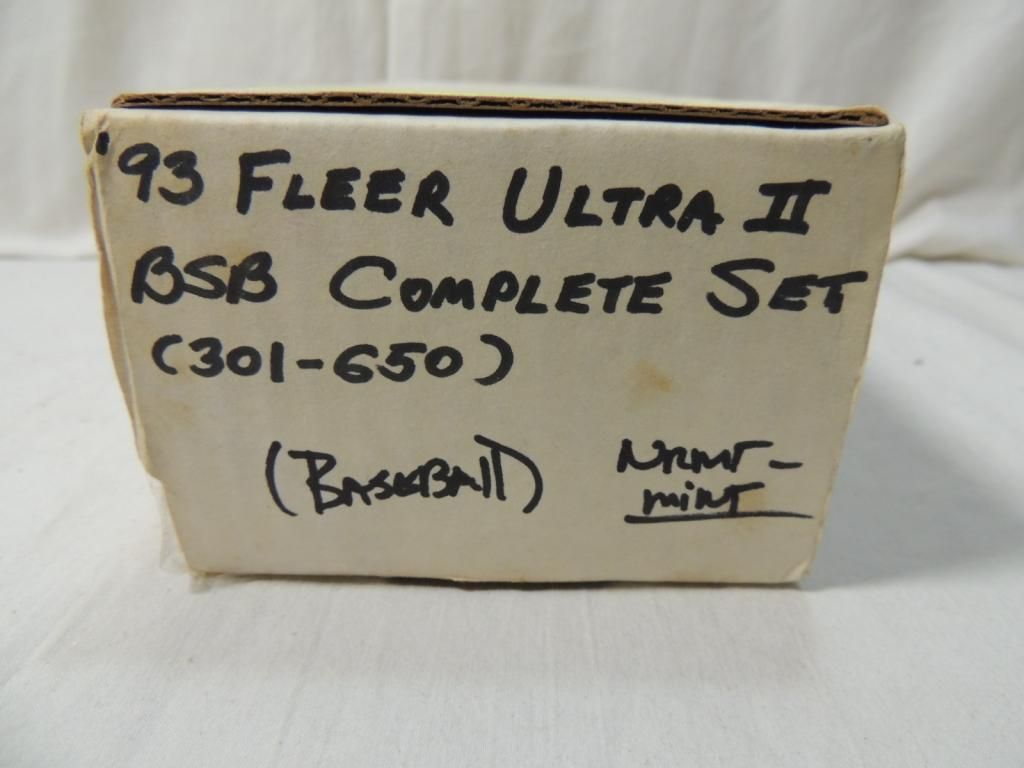 '93 FLEER ULTRA II
BSB COMPLETE SET
(301-650)
(BASEBALL) NRMT-
MINT